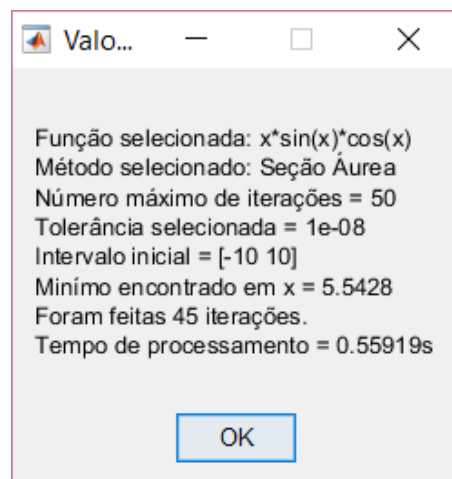 Valo...
Função selecionada: x*sin(x)*cos(x)
Método selecionado: Seção Áurea
Número máximo de iterações = 50
Tolerância selecionada = 1e-08
Intervalo inicial = [-10 10]
Minímo encontrado em x = 5.5428
Foram feitas 45 iterações.
Tempo de processamento = 0.55919s
OK